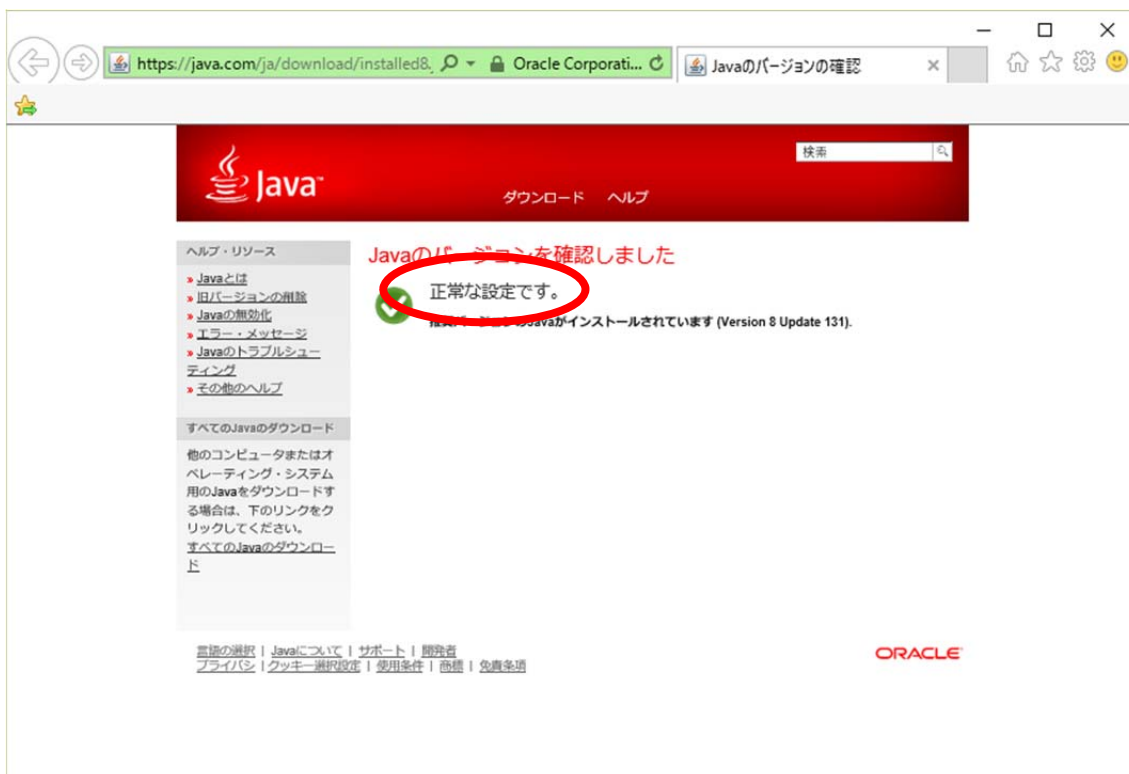 https://java.com/ja/download/installed8.
Oracle Corporati...
Javaのバージョンの確認
Java
検索
ダウンロード ヘルプ
ヘルプ・リソース
» Javaとは
» 旧バージョンの削除
» Javaの無効化
» エラー・メッセージ
» Javaのトラブルシュー
ティング
» その他のヘルプ
すべてのJavaのダウンロード
他のコンピュータまたはオ
ペレーティング・システム
用のJavaをダウンロードす
る場合は、下のリンクをク
リックしてください。
すべてのJavaのダウンロー
ド
Javaのバージョンを確認しました
正常な設定です。
推奨バージョンのJavaがインストールされています (Version 8 Update 131).
言語の選択 | Javaについて | サポート | 開発者
プライバシ | クッキー選択設定 | 使用条件 | 商標 | 免責条項
ORACLE